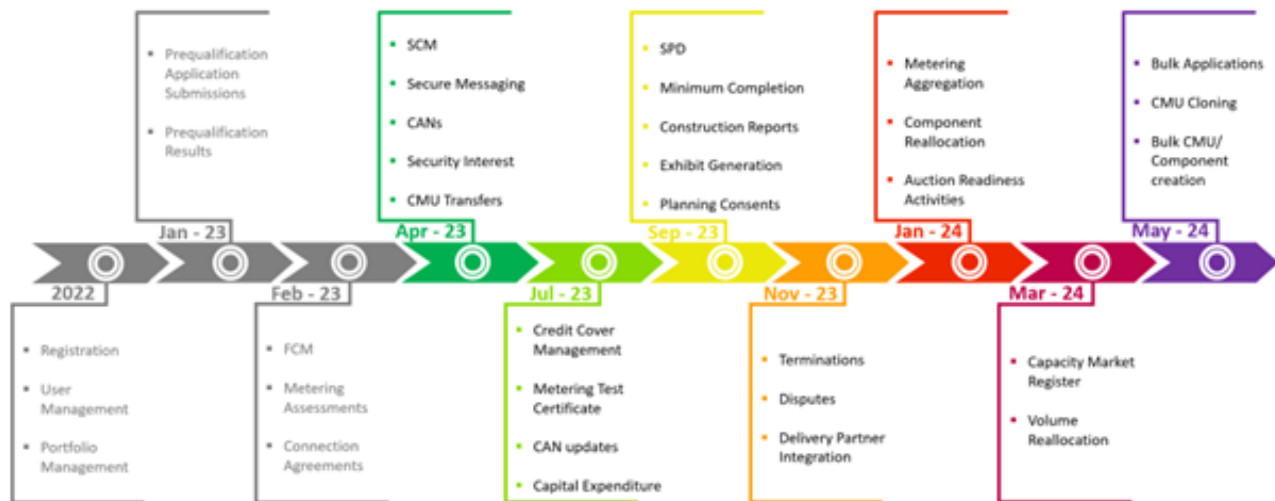 Prequalification
Application
Submissions
Prequalification
Results
Jan - 23
SCM
Secure Messaging
CANs
Security Interest
CMU Transfers
Apr - 23
SPD
Minimum Completion
Construction Reports
Exhibit Generation
Planning Consents
Sep - 23
Metering
Aggregation
Component
Reallocation
Auction Readiness
Activities
Jan - 24
Bulk Applications
CMU Cloning
Bulk CMU/
Component
creation
May - 24
2022
Registration
User
Management
Portfolio
Management
Feb - 23
FCM
Metering
Assessments
Connection
Agreements
Jul - 23
Credit Cover
Management
Metering Test
Certificate
CAN updates
Capital Expenditure
Nov - 23
Terminations
Disputes
Delivery Partner
Integration
Mar - 24
Capacity Market
Register
Volume
Reallocation